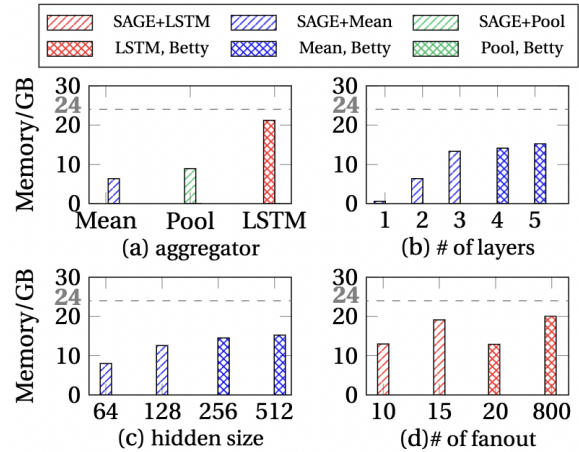 SAGE+LSTM SAGE+Mean SAGE+Pool
LSTM, Betty Mean, Betty Pool, Betty
Memory/GB
30
24
20
10
0
Mean Pool LSTM
(a) aggregator
30
24
20
10
0
1 2 3 4 5
(b) # of layers
Memory/GB
30
24
20
10
0
64 128 256 512
(c) hidden size
30
24
20
10
0
10 15 20 800
(d)# of fanout